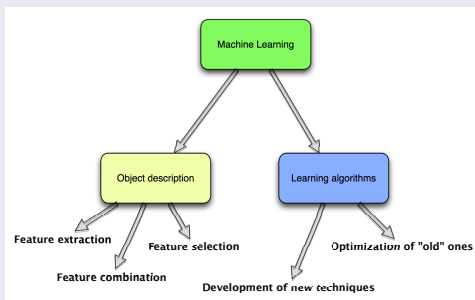 Machine Learning
Object description
Learning algorithms
Feature extraction
Feature selection
Optimization of "old" ones
Feature combination
Development of new techniques